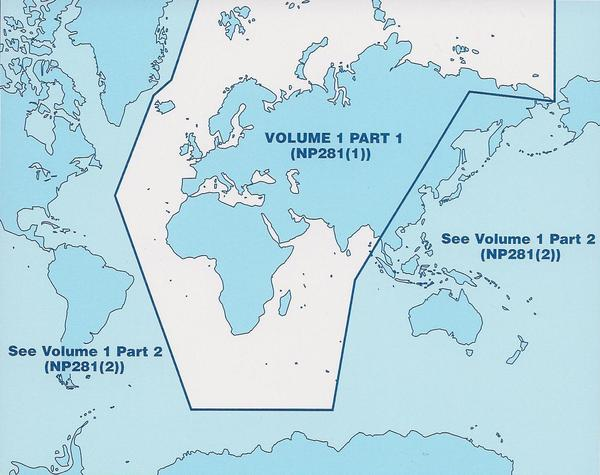 VOLUME 1 PART 1
(NP281(1))
See Volume 1 Part 2
(NP281(2))
See Volume 1 Part 2
(NP281(2))